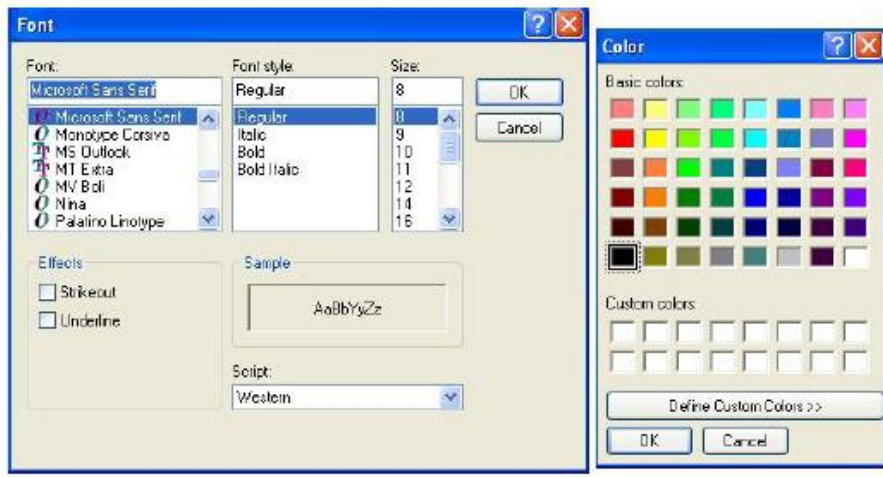 Font
Font:
Microsoft Sans Serif
Microsoft Sans Serif
Monotype Corsiva
MS Outlook
MT Extra
MV Boli
Nina
Palatino Linotype
Font style:
Regular
Regular
Italic
Bold
Bold Italic
Size:
8
8
9
10
11
12
14
16
OK
Cancel
Effects
Strikeout
Underline
Sample
AaBbYyZz
Script:
Western
Color
Basic colors:
Custom colors:
Define Custom Colors >>
OK
Cancel